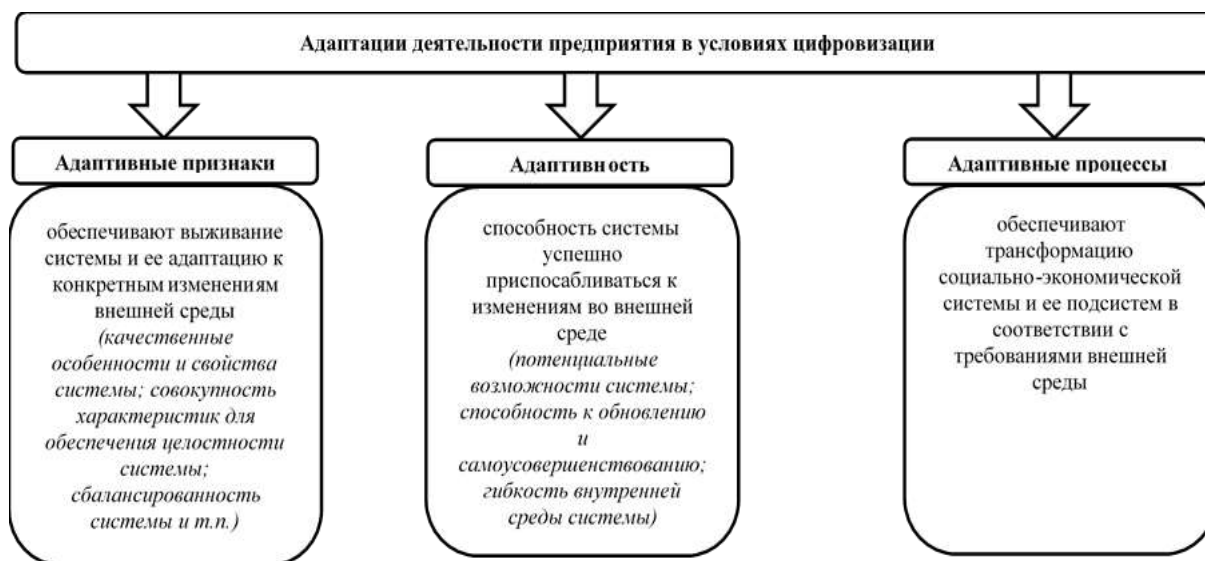 Адаптации деятельности предприятия в условиях цифровизации
Адаптивные признаки
обеспечивают выживание
системы и ее адаптацию к
конкретным изменениям
внешней среды
(качественные
особенности и свойства
системы; совокупность
характеристик для
обеспечения целостности
системы;
сбалансированность
системы и т.п.)
Адаптивность
способность системы
успешно
приспосабливаться к
изменениям во внешней
среде
(потенциальные
возможности системы;
способность к обновлению
и
самоусовершенствованию;
гибкость внутренней
среды системы)
Адаптивные процессы
обеспечивают
трансформацию
социально-экономической
системы и ее подсистем в
соответствии с
требованиями внешней
среды